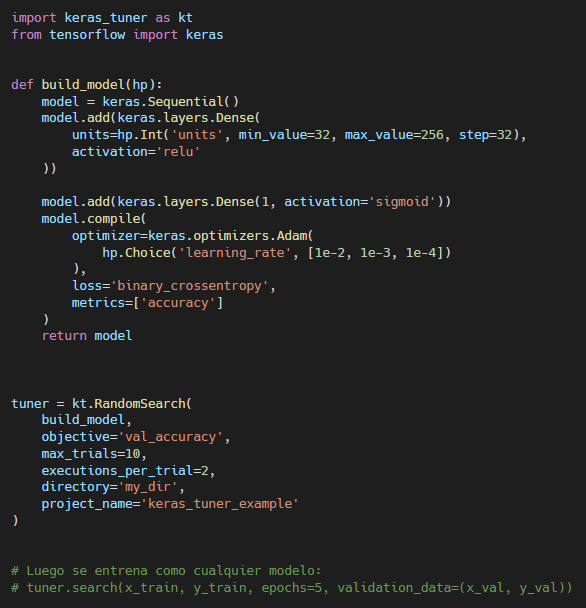 import keras_tuner as kt
from tensorflow import keras
def build_model(hp):
    model = keras.Sequential()
    model.add(keras.layers.Dense(
        units=hp.Int('units', min_value=32, max_value=256, step=32),
        activation='relu'
    ))
    model.add(keras.layers.Dense(1, activation='sigmoid'))
    model.compile(
        optimizer=keras.optimizers.Adam(
            hp.Choice('learning_rate', [1e-2, 1e-3, 1e-4])
        ),
        loss='binary_crossentropy',
        metrics=['accuracy']
    )
    return model
tuner = kt.RandomSearch(
    build_model,
    objective='val_accuracy',
    max_trials=10,
    executions_per_trial=2,
    directory='my_dir',
    project_name='keras_tuner_example'
)
# Luego se entrena como cualquier modelo:
# tuner.search(x_train, y_train, epochs=5, validation_data=(x_val, y_val))